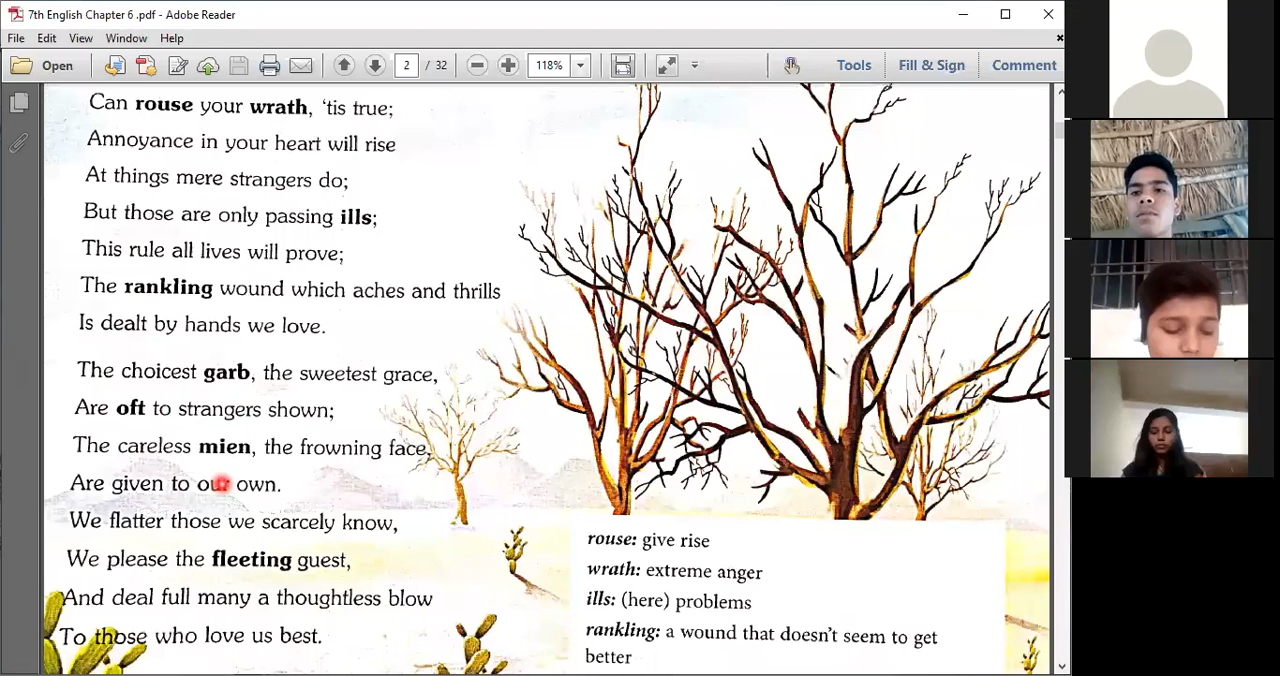 7th English Chapter 6 .pdf - Adobe Reader
File Edit View Window Help
Open 2 / 32 118% Tools Fill & Sign Comment
Can rouse your wrath, ‘tis true;
Annoyance in your heart will rise
At things mere strangers do;
But those are only passing ills;
This rule all lives will prove;
The rankling wound which aches and thrills
Is dealt by hands we love.
The choicest garb, the sweetest grace,
Are oft to strangers shown;
The careless mien, the frowning face,
Are given to our own.
We flatter those we scarcely know,
We please the fleeting guest,
And deal full many a thoughtless blow
To those who love us best.
rouse: give rise
wrath: extreme anger
ills: (here) problems
rankling: a wound that doesn’t seem to get
better